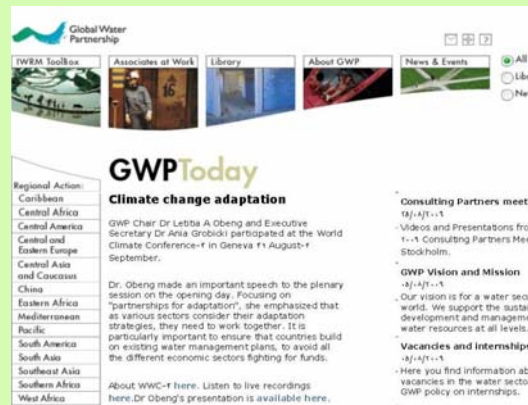 Global Water
Partnership
IWRM ToolBox
Associates at Work
Library
About GWP
News & Events
All
Regional Action:
Caribbean
Central Africa
Central America
Central and
Eastern Europe
Central Asia
and Caucasus
China
Eastern Africa
Mediterranean
Pacific
South America
South Asia
Southeast Asia
Southern Africa
West Africa
GWPToday
Climate change adaptation
GWP Chair Dr Letitia A Obeng and Executive
Secretary Dr Ania Grobicki participated at the World
Climate in Geneva
September.
Dr. Obeng made an important speech to the plenary
session on the opening day. Focusing on
"partnerships for adaptation", she emphasized that
as various sectors consider their adaptation
strategies, they need to work together. It is
particularly important to ensure that countries build
on existing water management plans, to avoid all
the different economic sectors fighting for funds.
About here. Listen to live recordings
here.Dr Obeng's presentation is available here.
Consulting Partners meet
Videos and Presentations fro
Consulting Partners Mee
Stockholm.
GWP Vision and Mission
Our vision is for a water sec
world. We support the susta
development and manageme
water resources at all levels.
Vacancies and internships
Here you find information ab
vacancies in the water sector
GWP policy on internships.